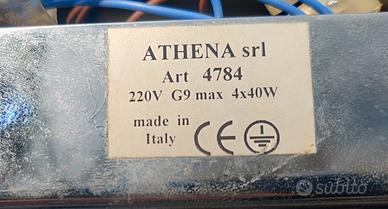 ATHENA srl
Art 4784
220V G9 max 4x40W
made in
Italy
CE
subito